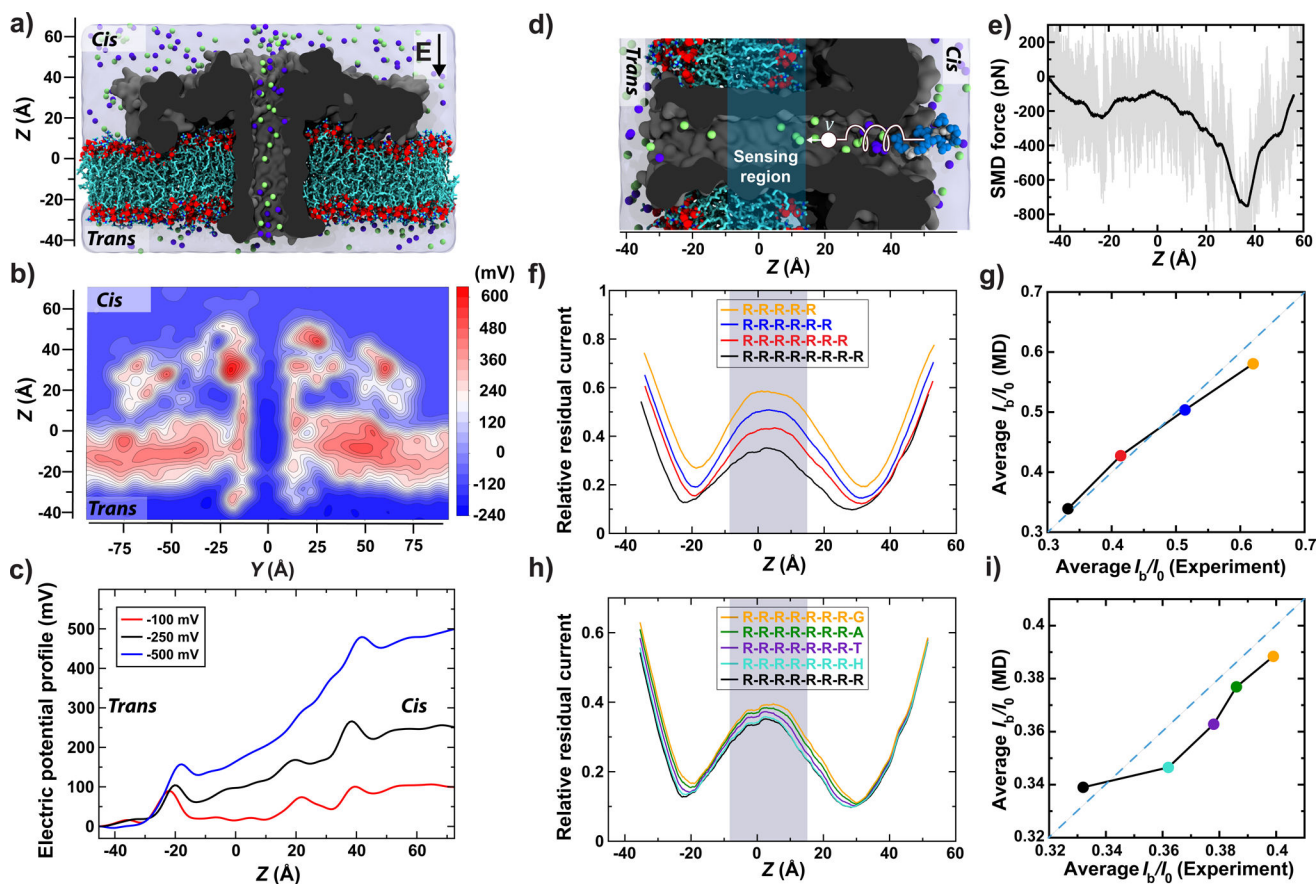 a)
Cis
E
Z (Å)
60
40
20
0
-20
-40
Trans
b)
(mV)
Cis
Z (Å)
60
40
20
0
-20
-40
Trans
-75
-50
-25
0
25
50
75
Y (Å)
600
480
360
240
120
0
-120
-240
c)
Electric potential profile (mV)
500
400
300
200
100
0
-100 mV
-250 mV
-500 mV
Trans
Cis
-40
-20
0
20
40
60
Z (Å)
d)
Trans
Cis
v
Sensing
region
-40
-20
0
20
40
60
Z (Å)
e)
SMD force (pN)
200
0
-200
-400
-600
-800
-40
-20
0
20
40
60
Z (Å)
f)
Relative residual current
1
0.8
0.6
0.4
0.2
0
R-R-R-R-R
R-R-R-R-R-R
R-R-R-R-R-R-R
R-R-R-R-R-R-R-R
-40
-20
0
20
40
60
Z (Å)
g)
Average Ib/I0 (MD)
0.7
0.6
0.5
0.4
0.3
0.3
0.4
0.5
0.6
0.7
Average Ib/I0 (Experiment)
h)
Relative residual current
0.6
0.4
0.2
0
R-R-R-R-R-R-R-G
R-R-R-R-R-R-R-A
R-R-R-R-R-R-R-T
R-R-R-R-R-R-R-H
R-R-R-R-R-R-R-R
-40
-20
0
20
40
60
Z (Å)
i)
Average Ib/I0 (MD)
0.40
0.38
0.36
0.34
0.32
0.32
0.34
0.36
0.38
0.4
Average Ib/I0 (Experiment)